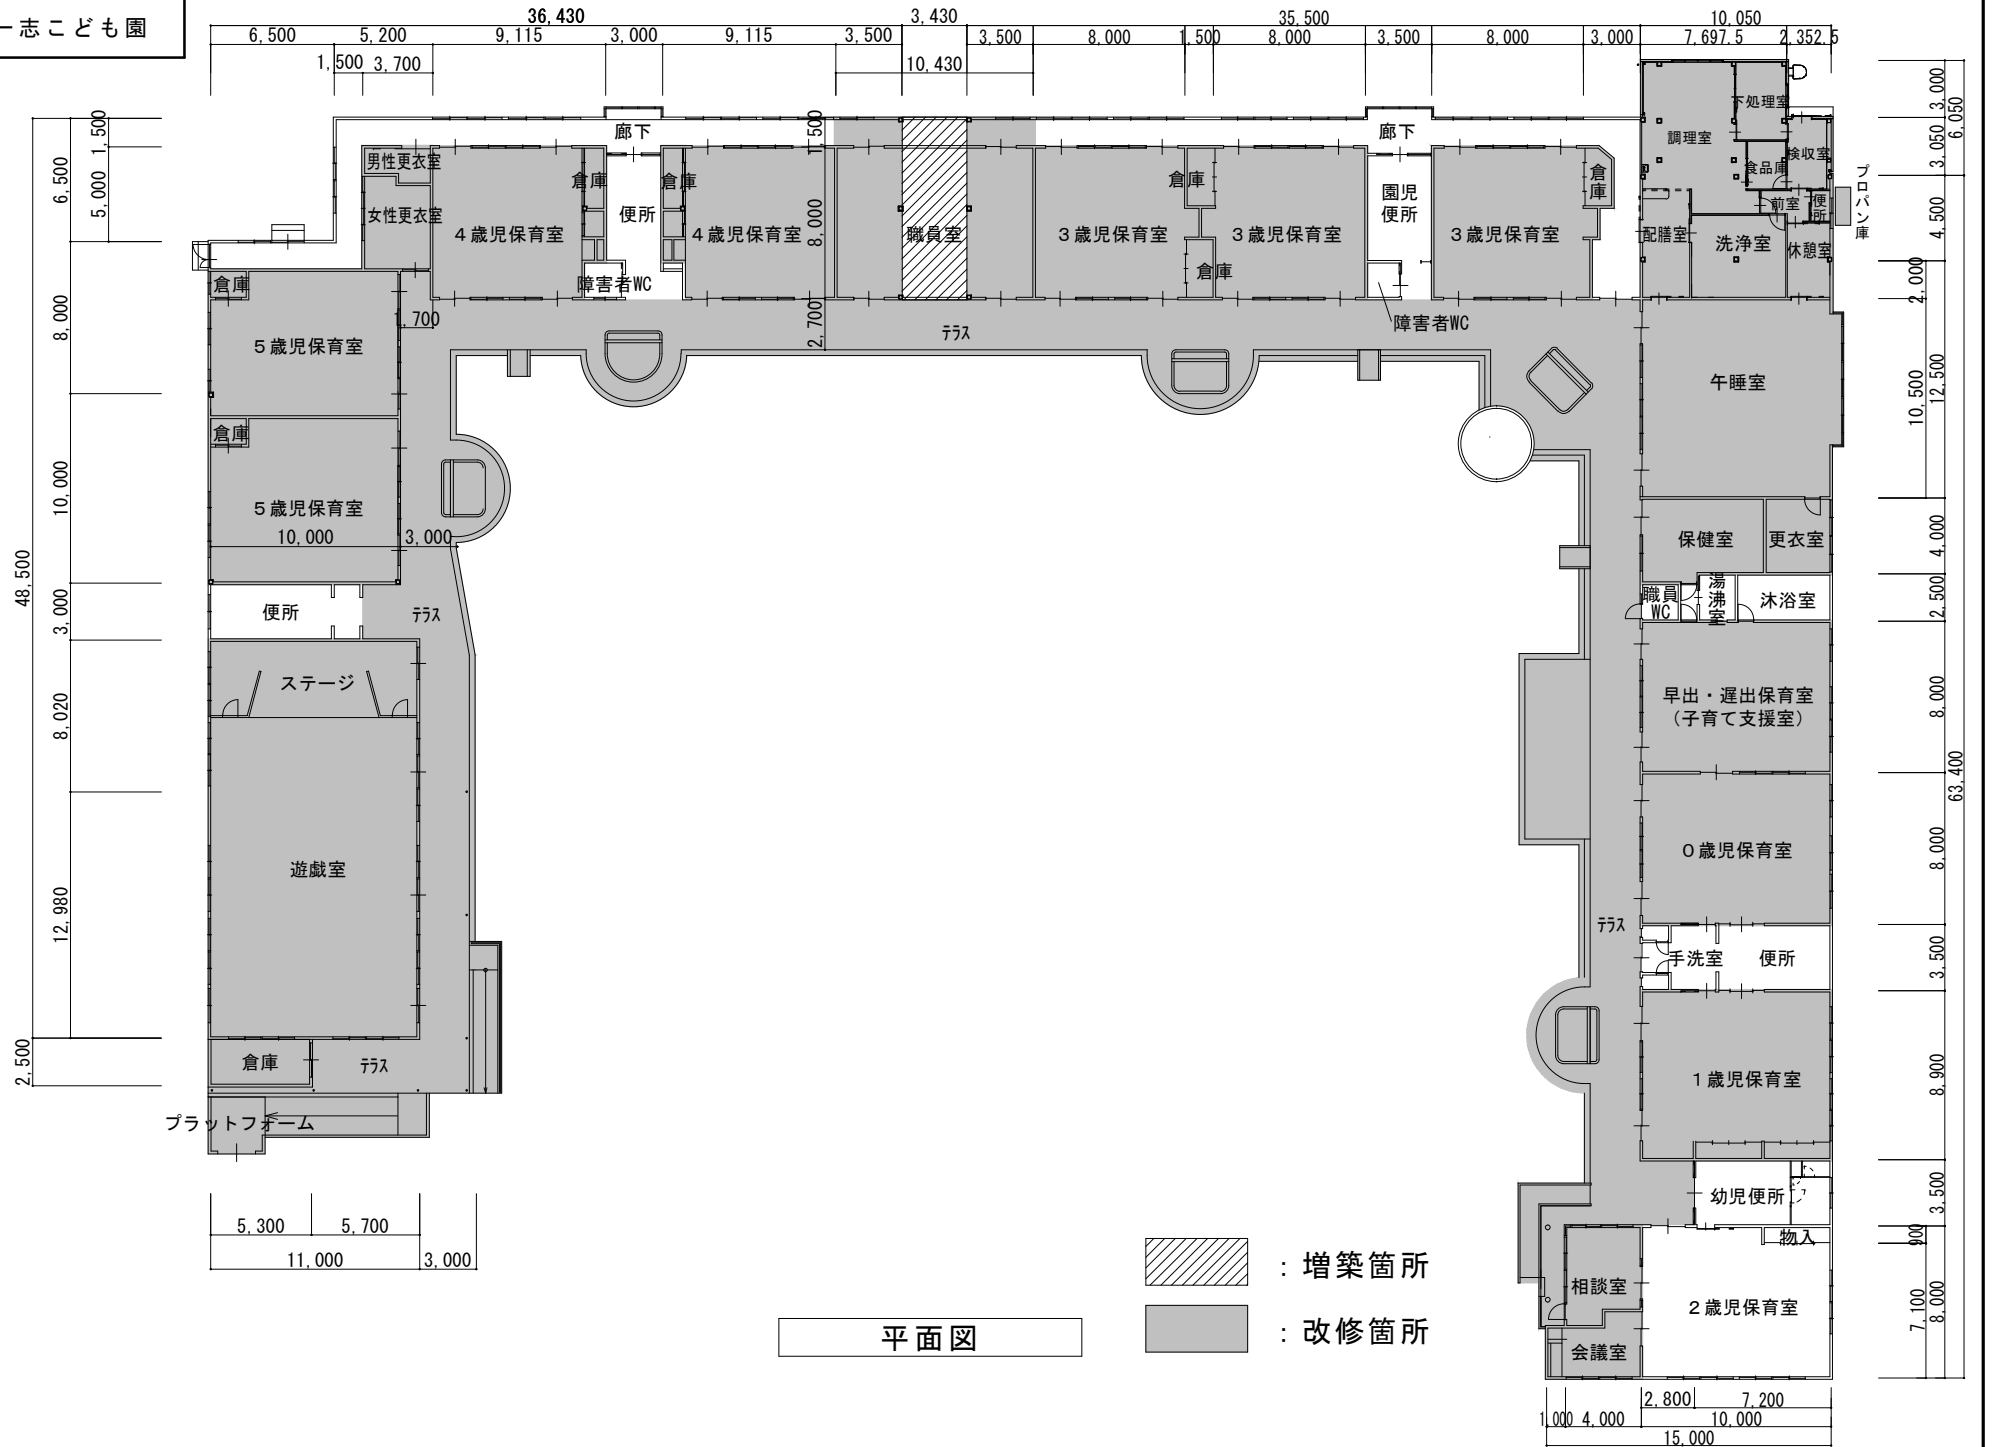 一志こども園
36,430
3,430
35,500
10,050
6,500
5,200
9,115
3,000
9,115
3,500
3,500
8,000
1,500
8,000
3,500
8,000
3,000
7,697.5
2,352.5
1,500
3,700
10,430
廊下
廊下
下処理室
調理室
検収室
食品庫
前室
便所
プロパン庫
配膳室
洗浄室
休憩室
男性更衣室
女性更衣室
4歳児保育室
倉庫
便所
倉庫
障害者WC
4歳児保育室
1,500
8,000
2,700
職員室
3歳児保育室
倉庫
倉庫
3歳児保育室
園児
便所
障害者WC
3歳児保育室
倉庫
テラス
倉庫
5歳児保育室
倉庫
5歳児保育室
10,000
3,000
,700
便所
テラス
ステージ
遊戯室
倉庫
テラス
プラットフォーム
午睡室
保健室
更衣室
職員
WC
湯沸室
沐浴室
早出・遅出保育室
(子育て支援室)
0歳児保育室
テラス
手洗室
便所
1歳児保育室
幼児便所
物入
相談室
2歳児保育室
会議室
48,500
2,500
6,500
1,500
5,000
8,000
10,000
3,000
8,020
12,980
3,000
3,050
6,050
4,500
2,000
10,500
12,500
4,000
2,500
8,000
8,000
63,400
3,500
8,900
3,500
900
7,100
8,000
5,300
5,700
11,000
3,000
2,800
7,200
1,000
4,000
10,000
15,000
:増築箇所
:改修箇所
平面図